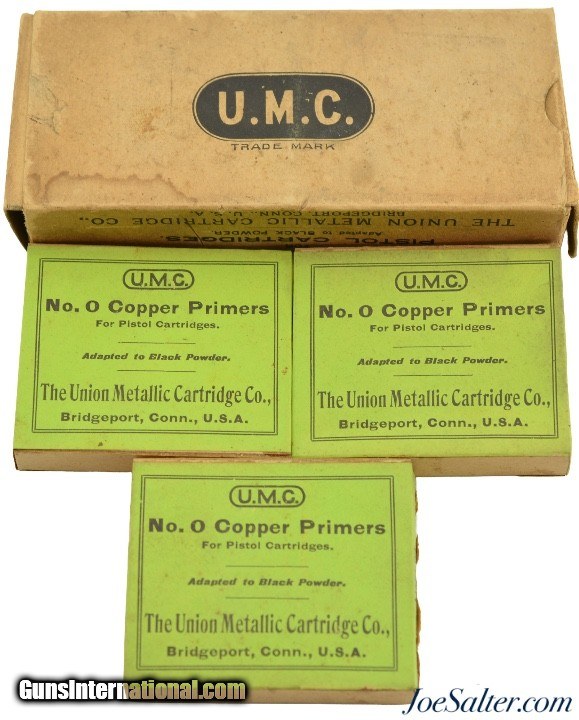 U.M.C.
TRADE MARK
PISTOL CARTRIDGES.
Adapted to BLACK POWDER.
THE UNION METALLIC CARTRIDGE CO.,
BRIDGEPORT, CONN., U.S.A.
U.M.C.
No. 0 Copper Primers
For Pistol Cartridges.
Adapted to Black Powder.
The Union Metallic Cartridge Co.,
Bridgeport, Conn., U.S.A.
U.M.C.
No. 0 Copper Primers
For Pistol Cartridges.
Adapted to Black Powder.
The Union Metallic Cartridge Co.,
Bridgeport, Conn., U.S.A.
U.M.C.
No. 0 Copper Primers
For Pistol Cartridges.
Adapted to Black Powder.
The Union Metallic Cartridge Co.,
Bridgeport, Conn., U.S.A.
GunsInternational.com
JoeSalter.com